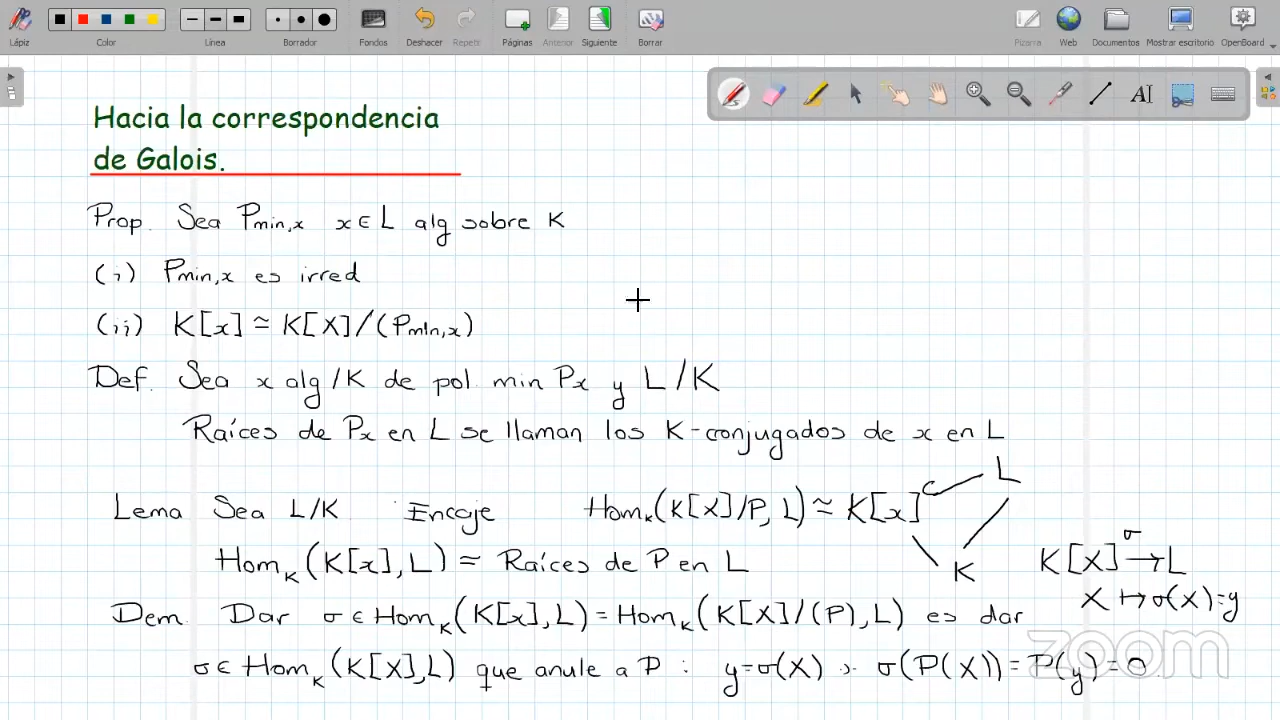 Lápiz Color Línea Borrador Fondos Deshacer Repetir Páginas Anterior Siguiente Borrar Pizarra Web Documentos Mostrar escritorio OpenBoard
Hacia la correspondencia
de Galois.
Prop. Sea Pmin,x x ∈ L alg sobre K
(i) Pmin,x es irred
(ii) K[x] ≃ K[X]/(Pmin,x)
Def. Sea x alg/K de pol. min Px y L/K
Raíces de Px en L se llaman los K-conjugados de x en L
Lema Sea L/K Encaje Homₖ(K[X]/P, L) ≈ K[x] L
Homₖ(K[x], L) ≃ Raíces de P en L K K[X] σ→ L
X ↦ σ(X)=y
Dem. Dar σ ∈ Homₖ(K[x], L) = Homₖ(K[X]/(P), L) es dar
σ ∈ Homₖ(K[X], L) que anule a P : y=σ(X) σ(P(X)) = P(y) = 0.
zoom